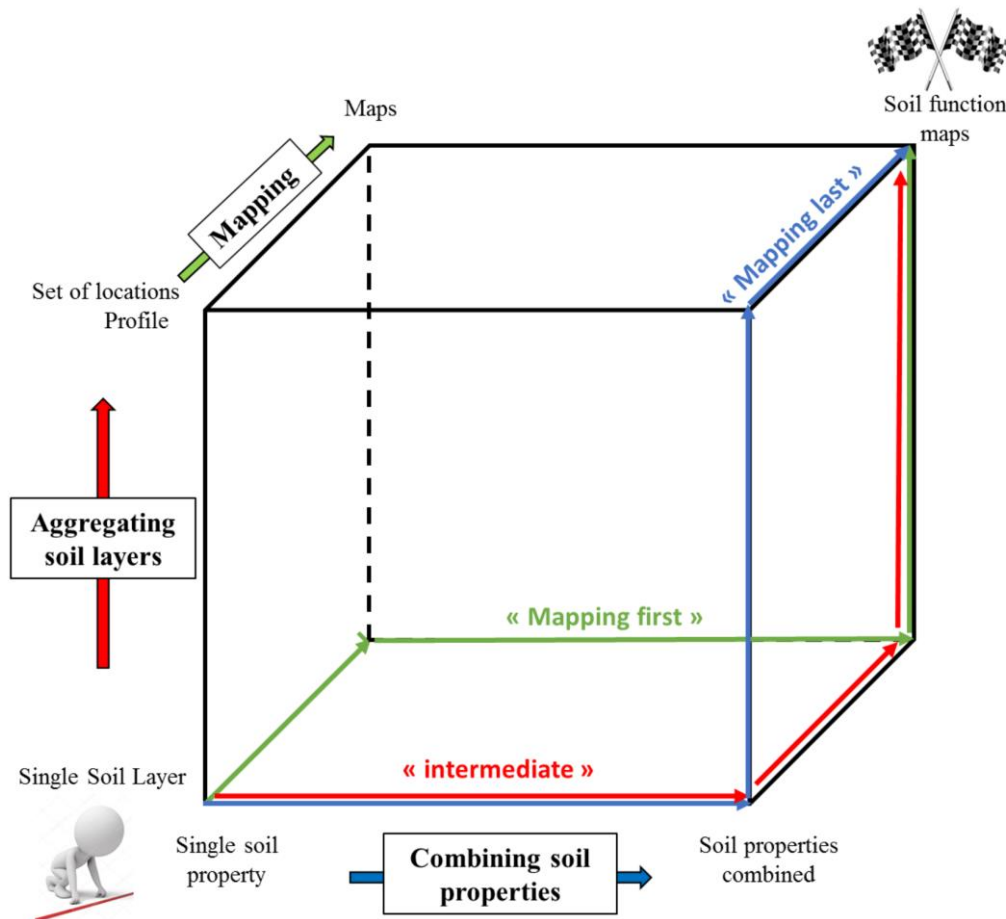 Soil function
maps
Maps
Mapping
« Mapping last »
Set of locations
Profile
Aggregating
soil layers
« Mapping first »
Single Soil Layer
« intermediate »
Single soil
property
Combining soil
properties
Soil properties
combined